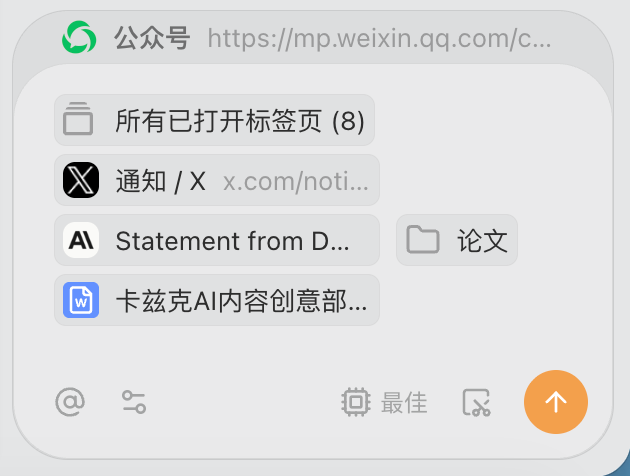 公众号 https://mp.weixin.qq.com/c...
所有已打开标签页 (8)
通知 / X x.com/noti...
Statement from D... 论文
卡兹克AI内容创意部...
最佳